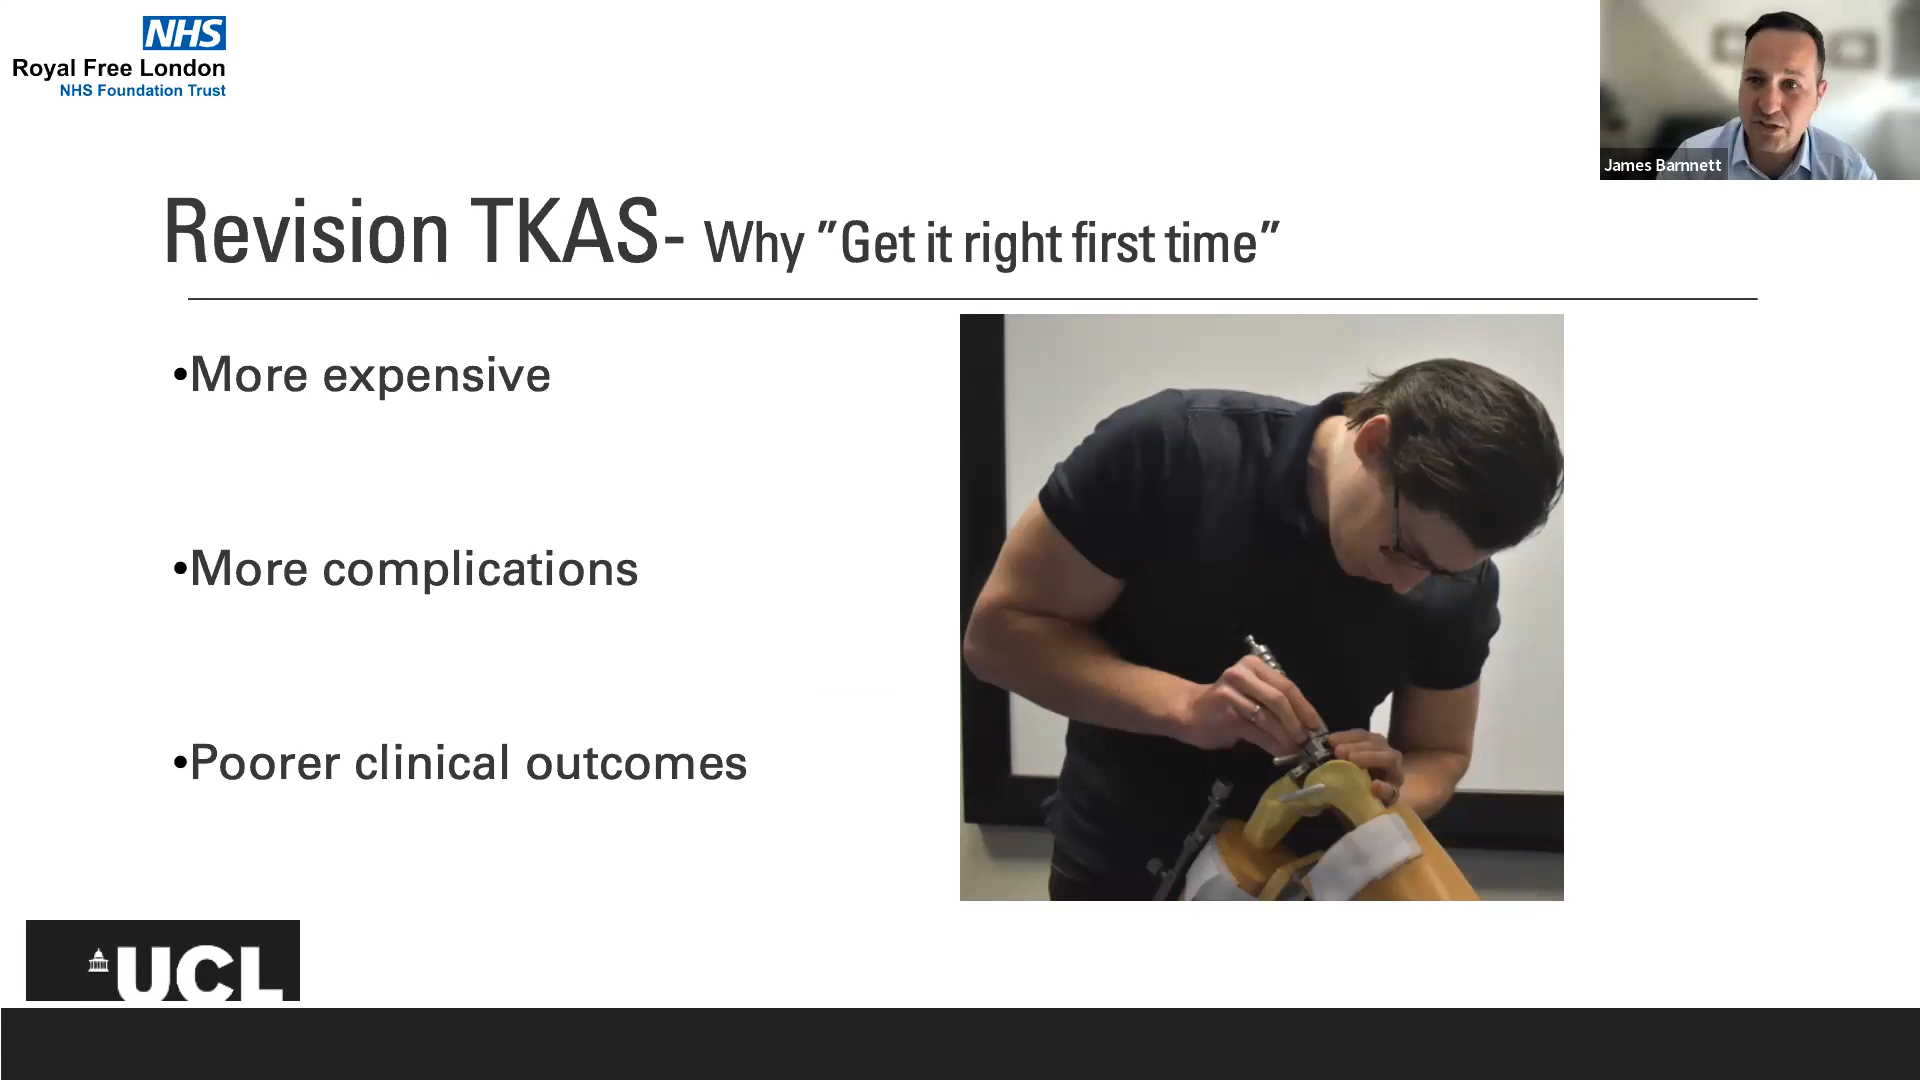 NHS
Royal Free London
NHS Foundation Trust
James Barnnett
Revision TKAS- Why ”Get it right first time”
•More expensive
•More complications
•Poorer clinical outcomes
UCL